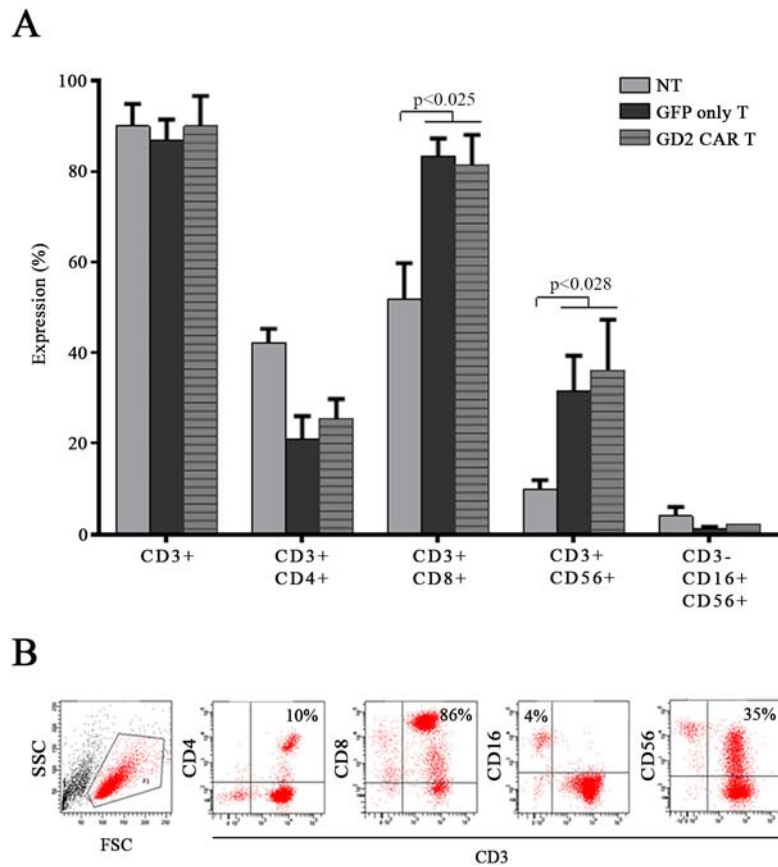 A
100
80
60
40
20
0
Expression (%)
NT
GFP only T
GD2 CAR T
p<0.025
p<0.028
CD3+
CD3+
CD4+
CD3+
CD8+
CD3+
CD56+
CD3-
CD16+
CD56+
B
SSC
FSC
CD4
10%
CD8
86%
CD16
4%
CD56
35%
CD3